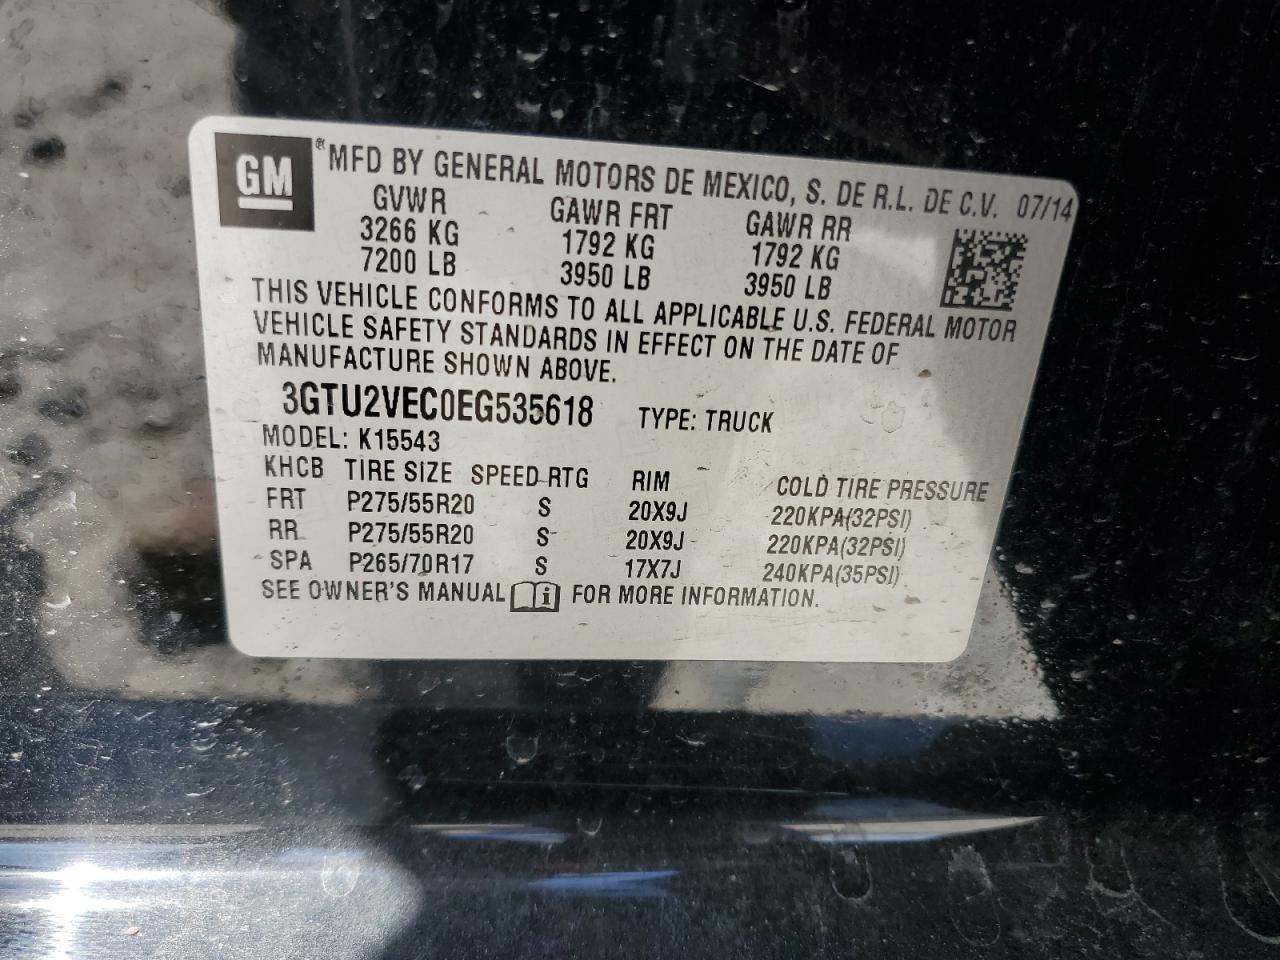 GM
® MFD BY GENERAL MOTORS DE MEXICO, S. DE R.L. DE C.V. 07/14
GVWR GAWR FRT GAWR RR
3266 KG 1792 KG 1792 KG
7200 LB 3950 LB 3950 LB
THIS VEHICLE CONFORMS TO ALL APPLICABLE U.S. FEDERAL MOTOR
VEHICLE SAFETY STANDARDS IN EFFECT ON THE DATE OF
MANUFACTURE SHOWN ABOVE.
3GTU2VEC0EG535618 TYPE: TRUCK
MODEL: K15543
KHCB TIRE SIZE SPEED RTG RIM COLD TIRE PRESSURE
FRT P275/55R20 S 20X9J 220KPA(32PSI)
RR P275/55R20 S 20X9J 220KPA(32PSI)
SPA P265/70R17 S 17X7J 240KPA(35PSI)
SEE OWNER'S MANUAL i FOR MORE INFORMATION.